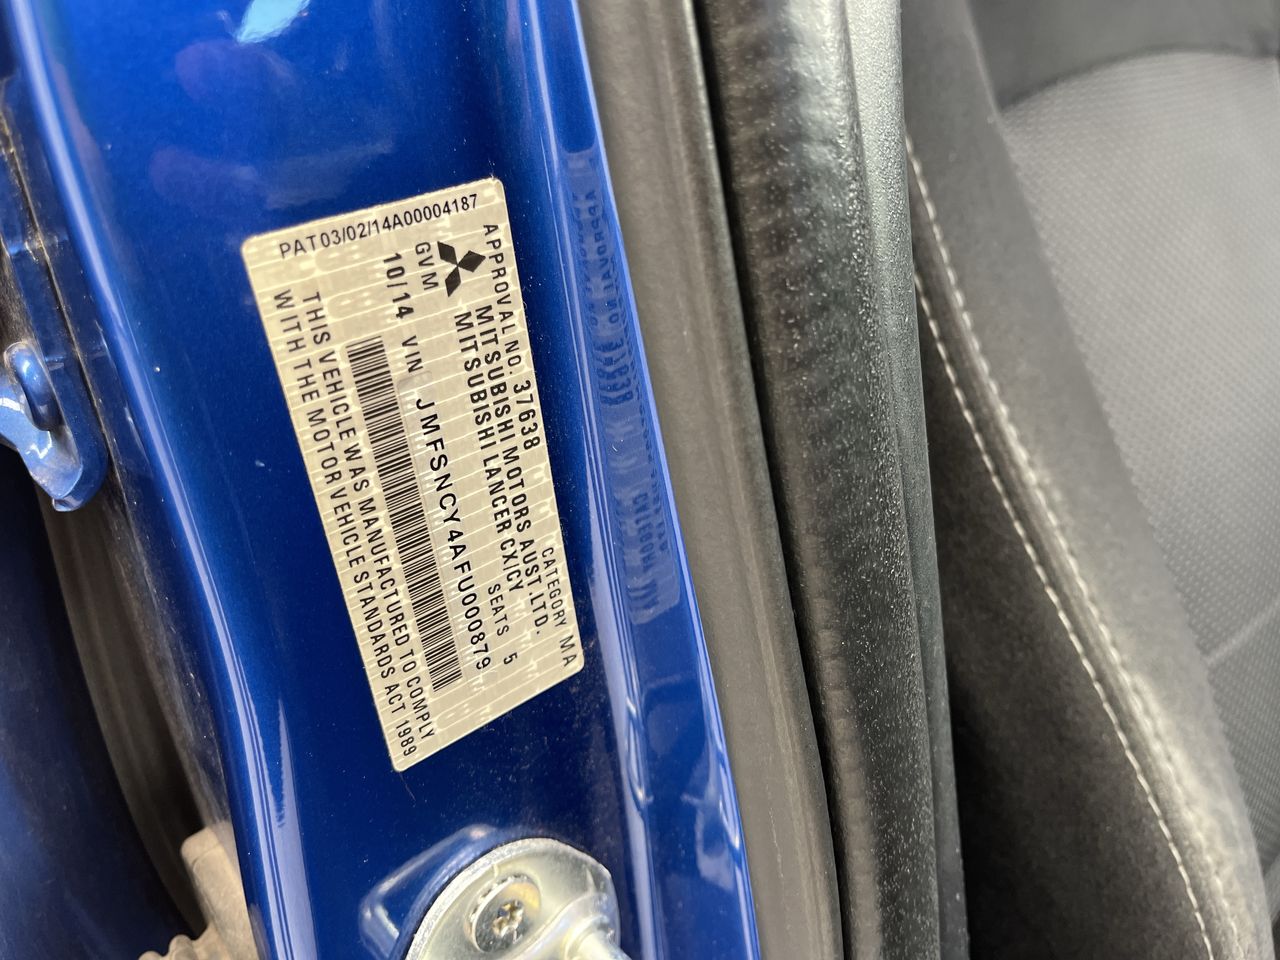 APPROVAL NO. 37638 CATEGORY MA
MITSUBISHI MOTORS AUST. LTD.
MITSUBISHI LANCER CX/CY
GVM SEATS 5
10/14 VIN JMFSNCY4AFU000879
THIS VEHICLE WAS MANUFACTURED TO COMPLY
WITH THE MOTOR VEHICLE STANDARDS ACT 1989
PAT03/02/14A00004187